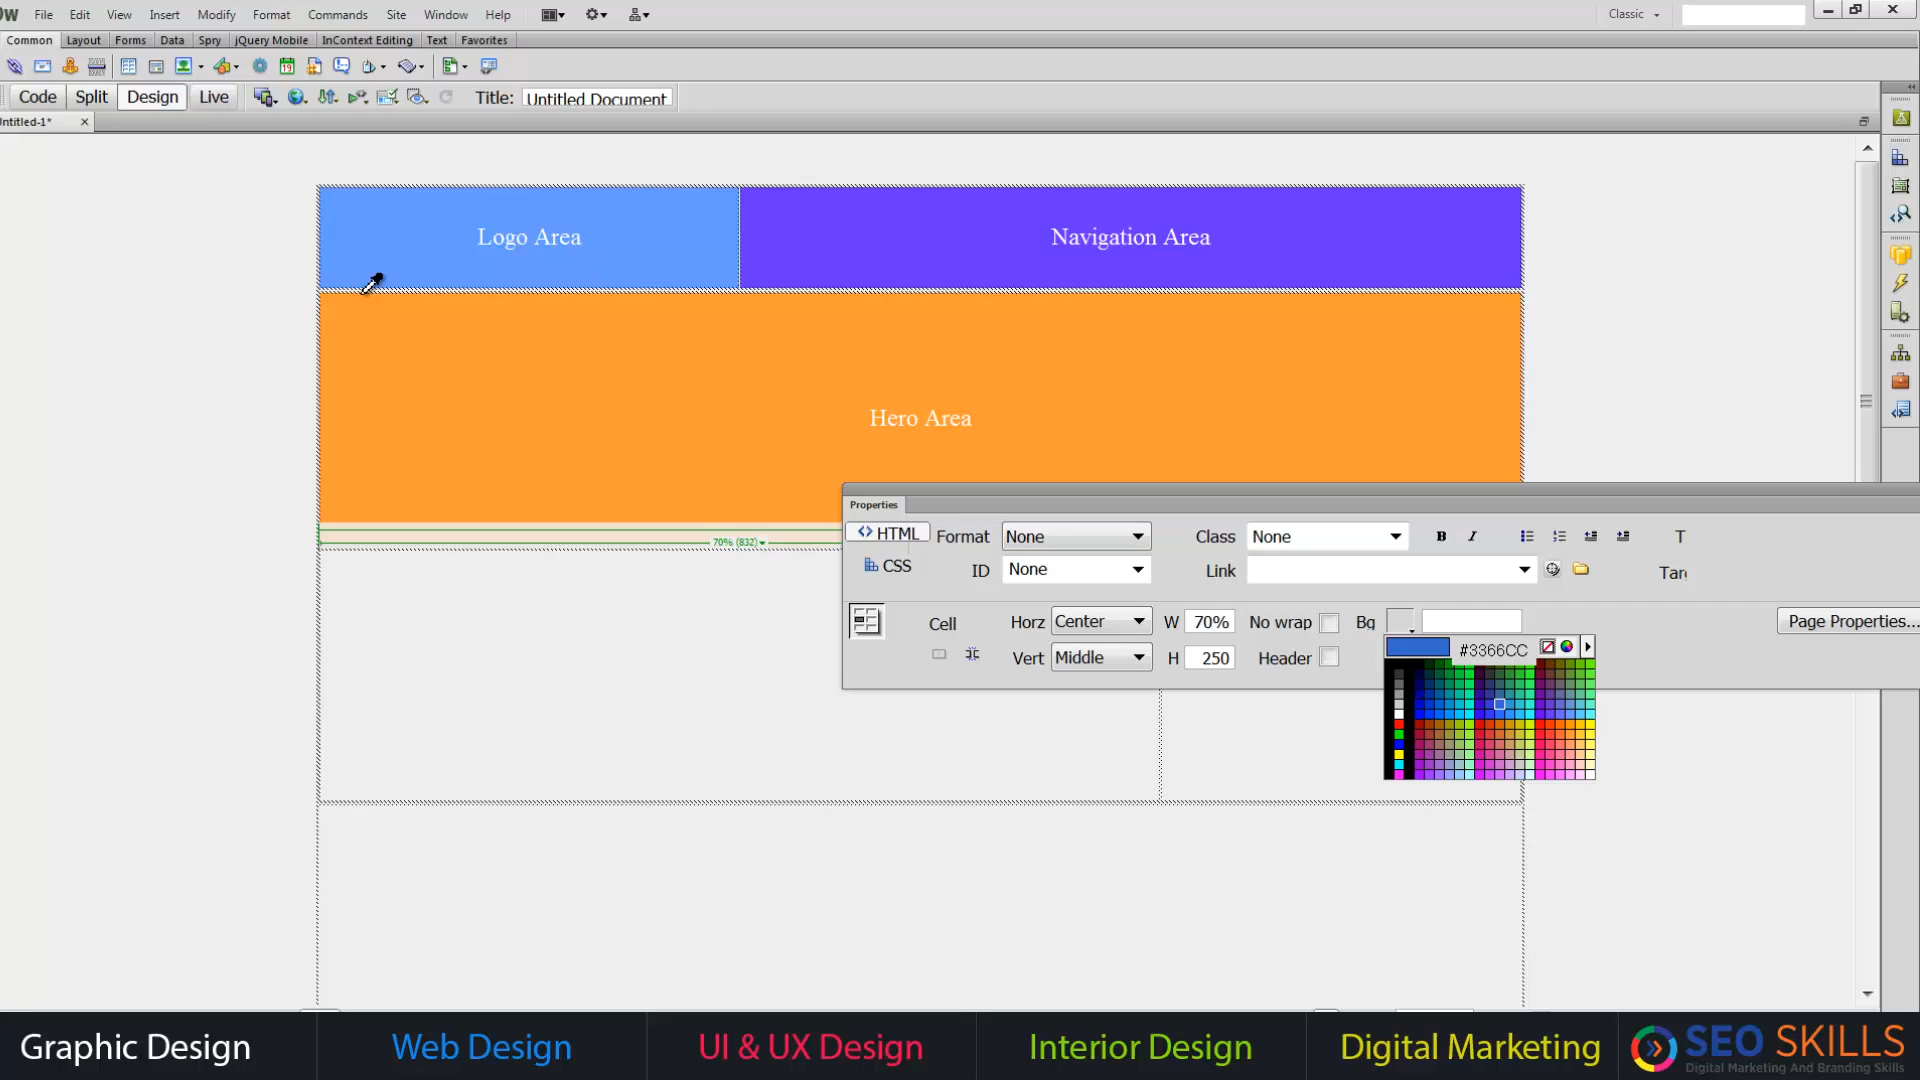 W File Edit View Insert Modify Format Commands Site Window Help Classic
Common Layout Forms Data Spry jQuery Mobile InContext Editing Text Favorites
Code Split Design Live Title: Untitled Document
Intitled-1*
Logo Area
Navigation Area
Hero Area
70% (832)
Properties
HTML Format None Class None B I T
CSS ID None Link Tar
Cell Horz Center W 70% No wrap Bg Page Properties...
#3366CC
Vert Middle H 250 Header
Graphic Design Web Design UI & UX Design Interior Design Digital Marketing SEO SKILLS
Digital Marketing And Branding Skills